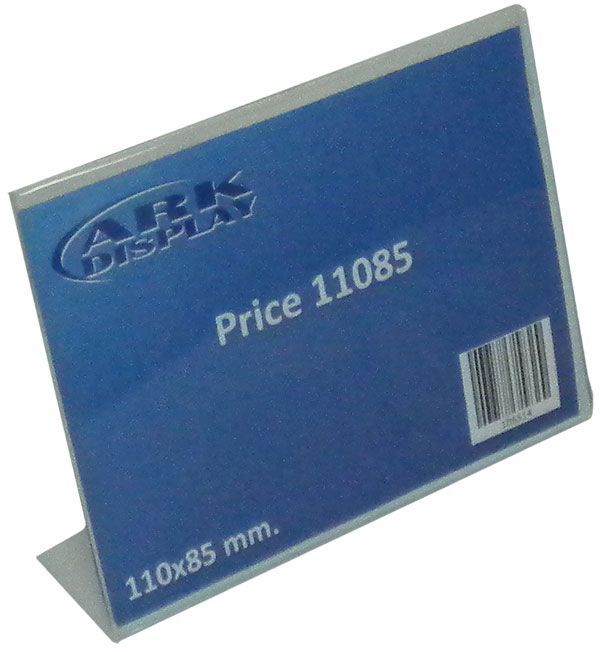 ARK
DISPLAY
Price 11085
110x85 mm.